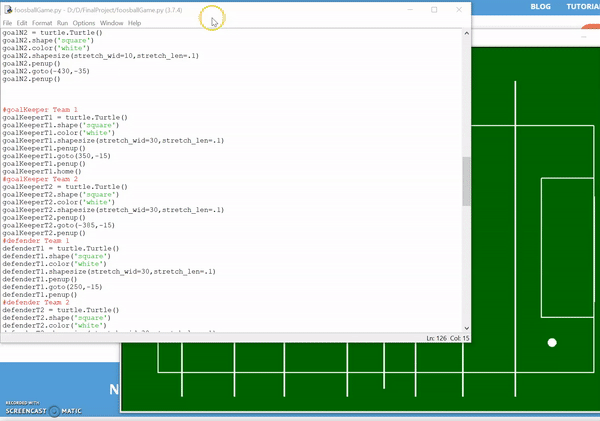 foosballGame.py - D:/D/FinalProject/foosballGame.py (3.7.4)
BLOG TUTORIA
File Edit Format Run Options Window Help
goalN2 = turtle.Turtle()
goalN2.shape('square')
goalN2.color('white')
goalN2.shapesize(stretch_wid=10,stretch_len=.1)
goalN2.penup()
goalN2.goto(-430,-35)
goalN2.penup()
#goalKeeper Team 1
goalKeeperT1 = turtle.Turtle()
goalKeeperT1.shape('square')
goalKeeperT1.color('white')
goalKeeperT1.shapesize(stretch_wid=30,stretch_len=.1)
goalKeeperT1.penup()
goalKeeperT1.goto(350,-15)
goalKeeperT1.penup()
goalKeeperT1.home()
#goalKeeper Team 2
goalKeeperT2 = turtle.Turtle()
goalKeeperT2.shape('square')
goalKeeperT2.color('white')
goalKeeperT2.shapesize(stretch_wid=30,stretch_len=.1)
goalKeeperT2.penup()
goalKeeperT2.goto(-385,-15)
goalKeeperT2.penup()
#defender Team 1
defenderT1 = turtle.Turtle()
defenderT1.shape('square')
defenderT1.color('white')
defenderT1.shapesize(stretch_wid=30,stretch_len=.1)
defenderT1.penup()
defenderT1.goto(250,-15)
defenderT1.penup()
#defender Team 2
defenderT2 = turtle.Turtle()
defenderT2.shape('square')
defenderT2.color('white')
Ln: 126 Col: 15
N
RECORDED WITH
SCREENCAST MATIC